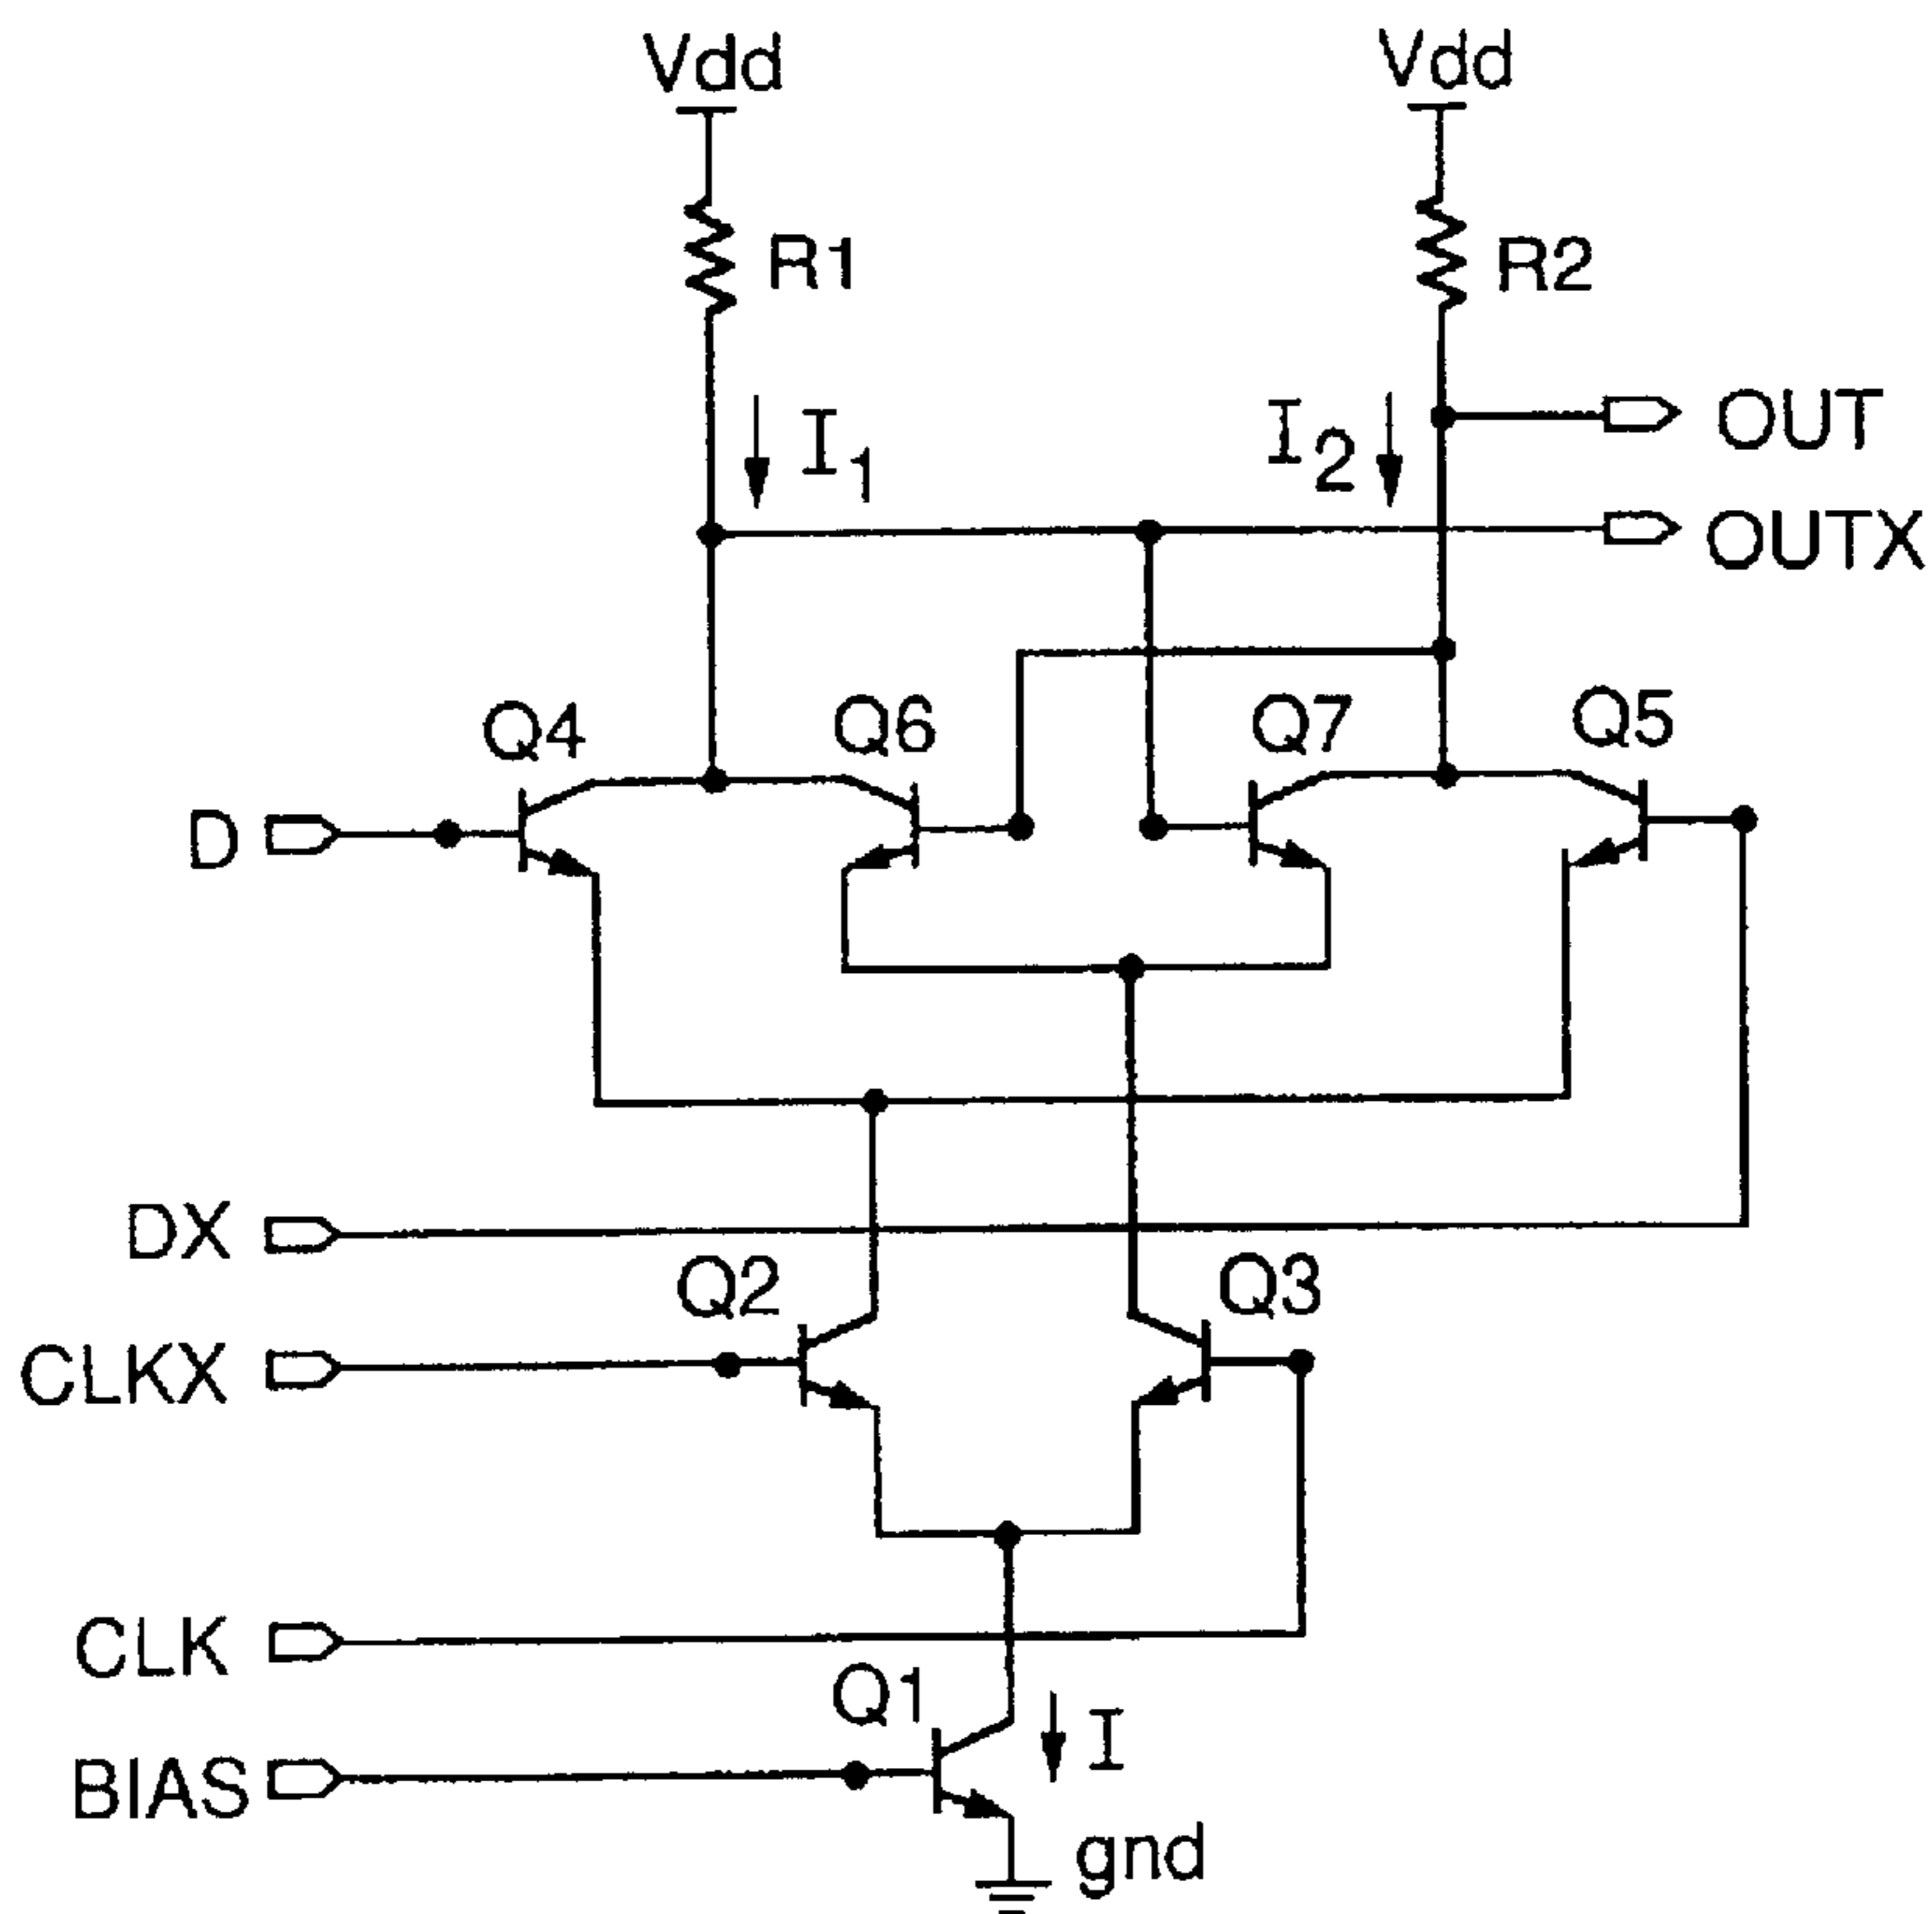 Vdd
Vdd
R1
R2
I1
I2
OUT
OUTX
Q4
Q6
Q7
Q5
D
DX
Q2
Q3
CLKX
CLK
Q1
I
BIAS
gnd